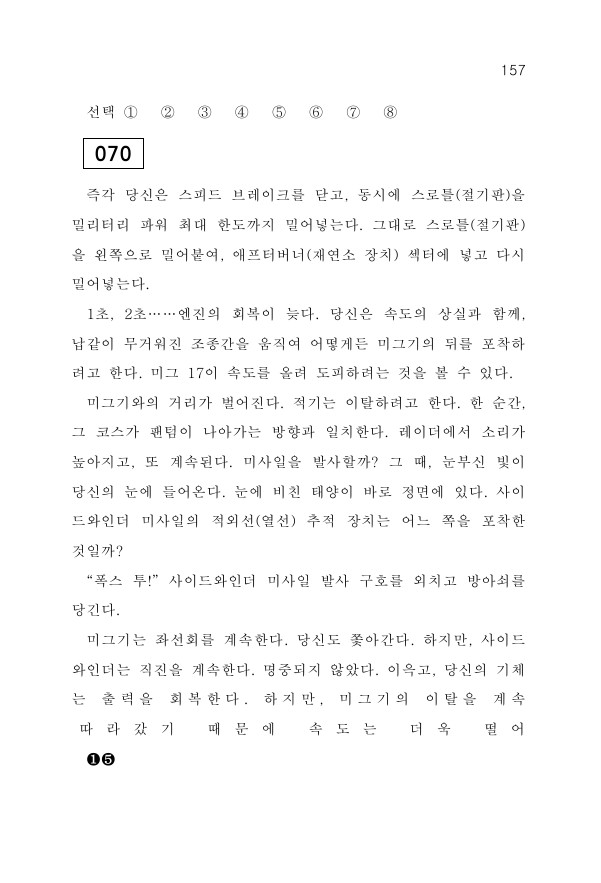 157
선택 ① ② ③ ④ ⑤ ⑥ ⑦ ⑧
070
즉각 당신은 스피드 브레이크를 닫고, 동시에 스로틀(절기판)을
밀리터리 파워 최대 한도까지 밀어넣는다. 그대로 스로틀(절기판)
을 왼쪽으로 밀어붙여, 애프터버너(재연소 장치) 섹터에 넣고 다시
밀어넣는다.
1초, 2초……엔진의 회복이 늦다. 당신은 속도의 상실과 함께,
납같이 무거워진 조종간을 움직여 어떻게든 미그기의 뒤를 포착하
려고 한다. 미그 17이 속도를 올려 도피하려는 것을 볼 수 있다.
미그기와의 거리가 벌어진다. 적기는 이탈하려고 한다. 한 순간,
그 코스가 팬텀이 나아가는 방향과 일치한다. 레이더에서 소리가
높아지고, 또 계속된다. 미사일을 발사할까? 그 때, 눈부신 빛이
당신의 눈에 들어온다. 눈에 비친 태양이 바로 정면에 있다. 사이
드와인더 미사일의 적외선(열선) 추적 장치는 어느 쪽을 포착한
것일까?
“폭스 투!” 사이드와인더 미사일 발사 구호를 외치고 방아쇠를
당긴다.
미그기는 좌선회를 계속한다. 당신도 쫓아간다. 하지만, 사이드
와인더는 직진을 계속한다. 명중되지 않았다. 이윽고, 당신의 기체
는 출력을 회복한다. 하지만, 미그기의 이탈을 계속
따라갔기 때문에 속도는 더욱 떨어
❶❺